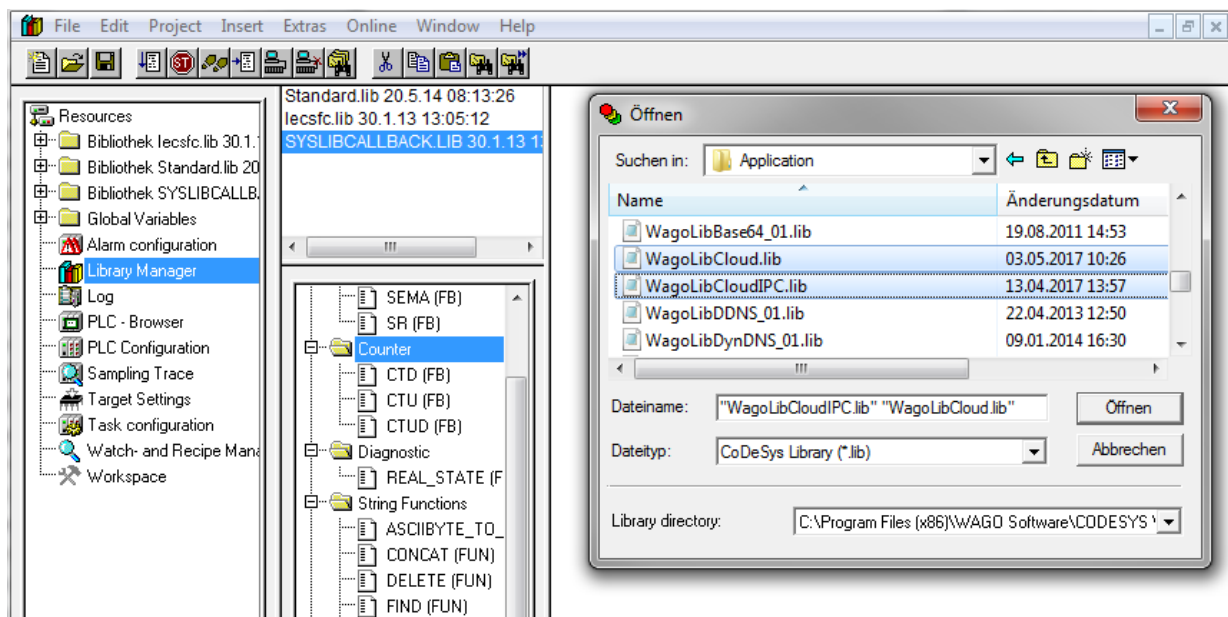 File Edit Project Insert Extras Online Window Help
Resources
Bibliothek Iecsfc.lib 30.1.
Bibliothek Standard.lib 20
Bibliothek SYSLIBCALLB
Global Variables
Alarm configuration
Library Manager
Log
PLC - Browser
PLC Configuration
Sampling Trace
Target Settings
Task configuration
Watch- and Recipe Mana
Workspace
Standard.lib 20.5.14 08:13:26
Iecsfc.lib 30.1.13 13:05:12
SYSLIBCALLBACK.LIB 30.1.13 1
SEMA (FB)
SR (FB)
Counter
CTD (FB)
CTU (FB)
CTUD (FB)
Diagnostic
REAL_STATE (F
String Functions
ASCIIBYTE_TO_
CONCAT (FUN)
DELETE (FUN)
FIND (FUN)
Öffnen
Suchen in: Application
Name Änderungsdatum
WagoLibBase64_01.lib 19.08.2011 14:53
WagoLibCloud.lib 03.05.2017 10:26
WagoLibCloudIPC.lib 13.04.2017 13:57
WagoLibDDNS_01.lib 22.04.2013 12:50
WagoLibDynDNS_01.lib 09.01.2014 16:30
Dateiname: "WagoLibCloudIPC.lib" "WagoLibCloud.lib" Öffnen
Dateityp: CoDeSys Library (*.lib) Abbrechen
Library directory: C:\Program Files (x86)\WAGO Software\CODESYS